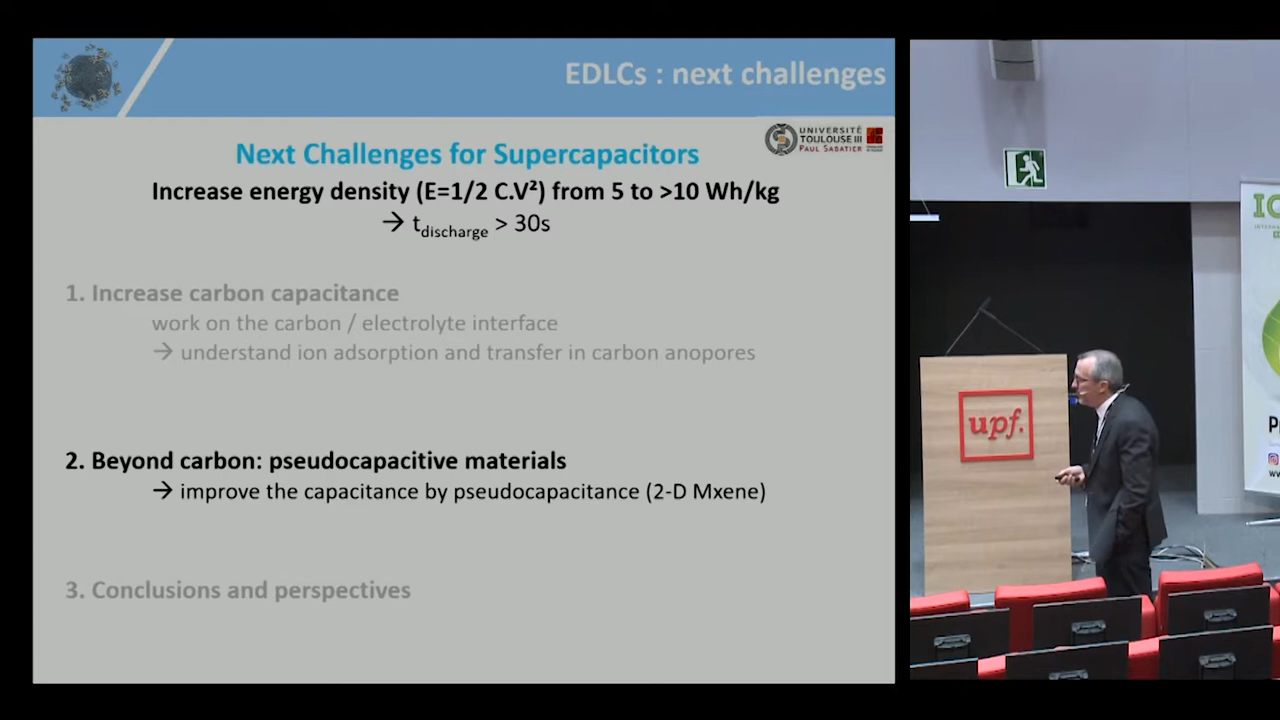 EDLCs : next challenges
UNIVERSITÉ
TOULOUSE III
PAUL SABATIER
Next Challenges for Supercapacitors
Increase energy density (E=1/2 C.V²) from 5 to >10 Wh/kg
→ tdischarge > 30s
1. Increase carbon capacitance
work on the carbon / electrolyte interface
→ understand ion adsorption and transfer in carbon anopores
2. Beyond carbon: pseudocapacitive materials
→ improve the capacitance by pseudocapacitance (2-D Mxene)
3. Conclusions and perspectives
upf.